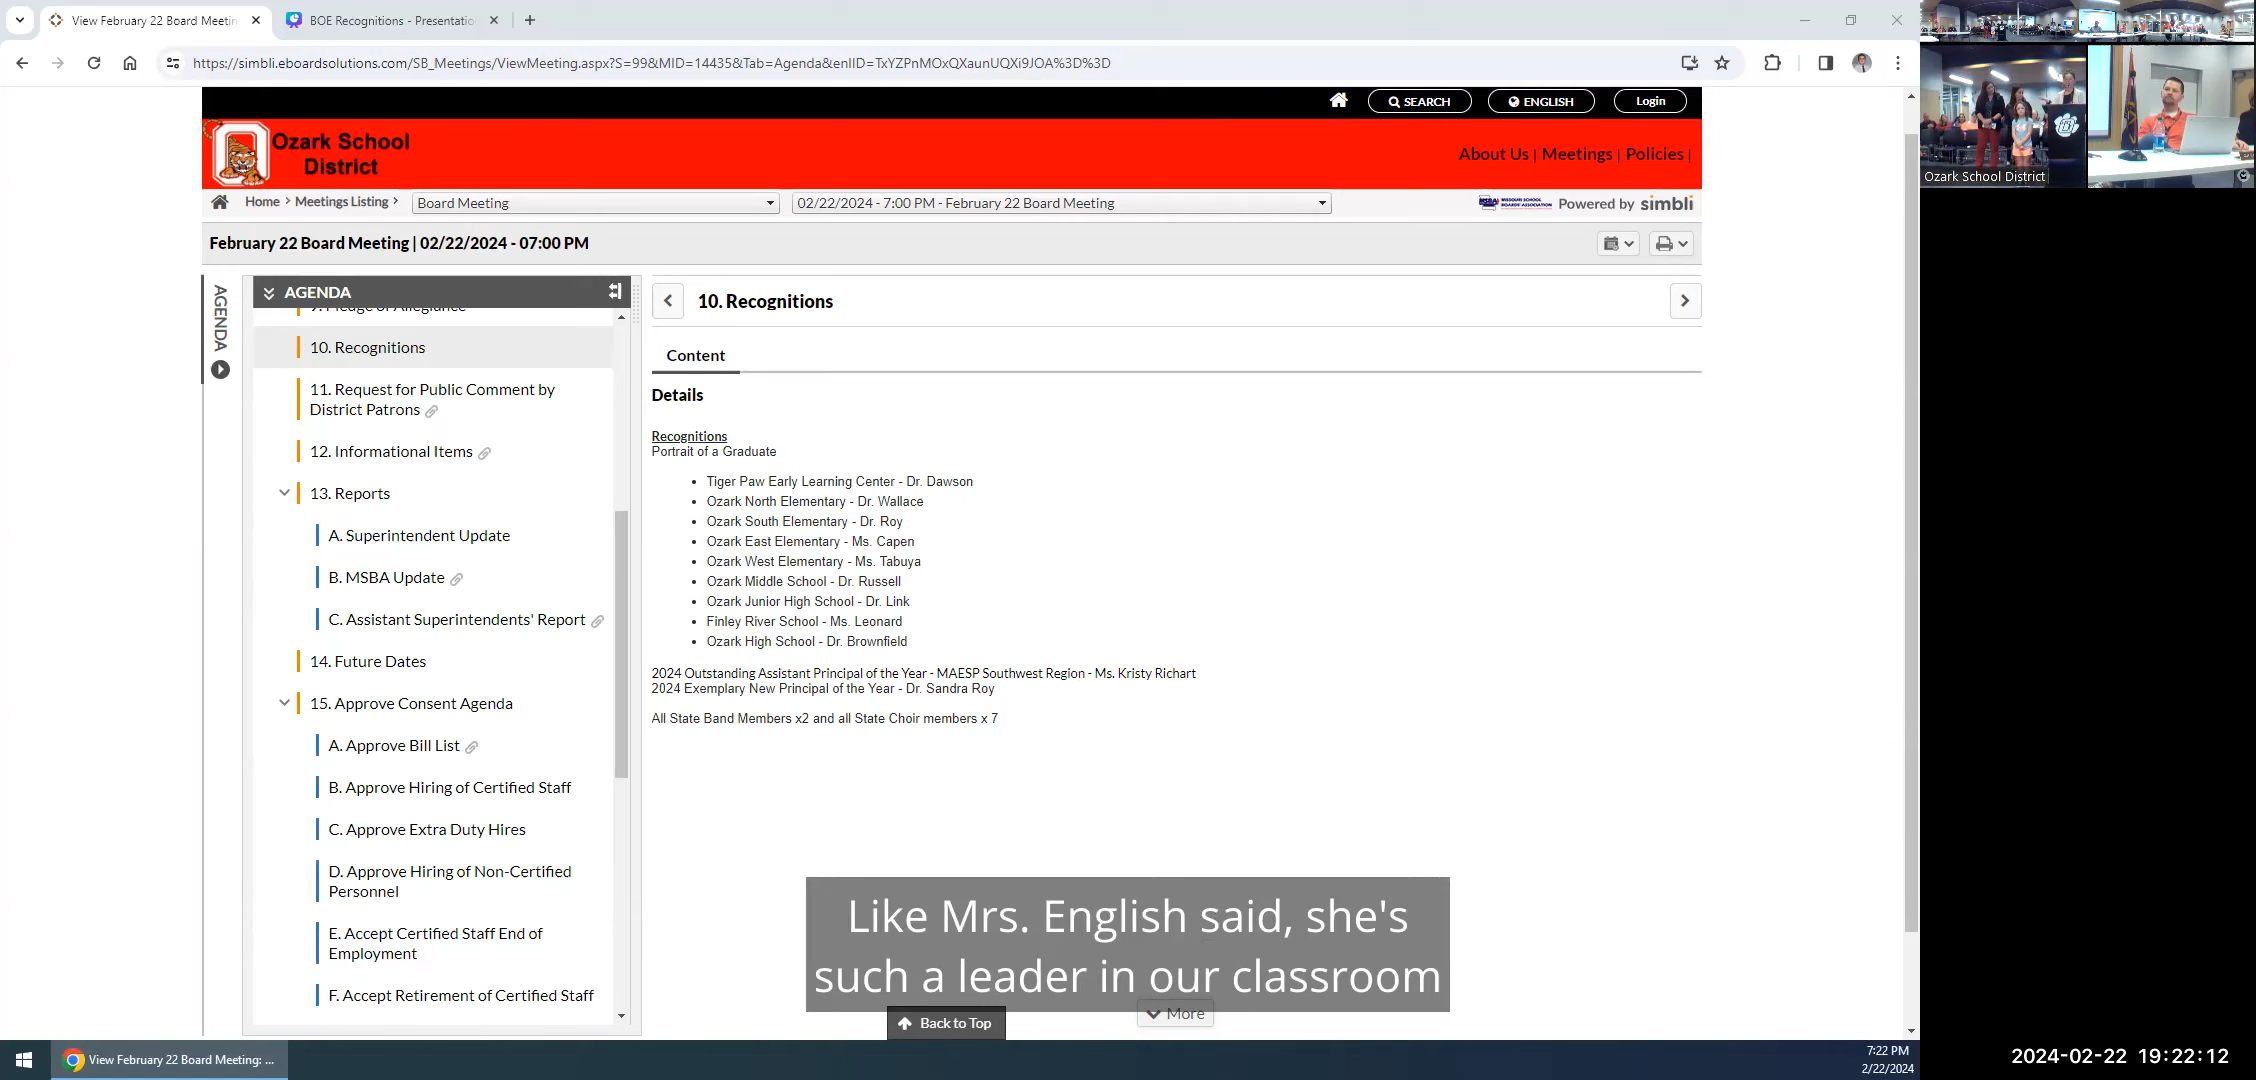 View February 22 Board Meetin
BOE Recognitions - Presentatio
https://simbli.eboardsolutions.com/SB_Meetings/ViewMeeting.aspx?S=99&MID=14435&Tab=Agenda&enIID=TxYZPnMOxQXaunUQXi9JOA%3D%3D
SEARCH
ENGLISH
Login
Ozark School
District
About Us | Meetings | Policies |
Home > Meetings Listing >
Board Meeting
02/22/2024 - 7:00 PM - February 22 Board Meeting
Powered by simbli
February 22 Board Meeting | 02/22/2024 - 07:00 PM
AGENDA
AGENDA
9. Pledge of Allegiance
10. Recognitions
11. Request for Public Comment by
District Patrons
12. Informational Items
13. Reports
A. Superintendent Update
B. MSBA Update
C. Assistant Superintendents' Report
14. Future Dates
15. Approve Consent Agenda
A. Approve Bill List
B. Approve Hiring of Certified Staff
C. Approve Extra Duty Hires
D. Approve Hiring of Non-Certified
Personnel
E. Accept Certified Staff End of
Employment
F. Accept Retirement of Certified Staff
10. Recognitions
Content
Details
Recognitions
Portrait of a Graduate
• Tiger Paw Early Learning Center - Dr. Dawson
• Ozark North Elementary - Dr. Wallace
• Ozark South Elementary - Dr. Roy
• Ozark East Elementary - Ms. Capen
• Ozark West Elementary - Ms. Tabuya
• Ozark Middle School - Dr. Russell
• Ozark Junior High School - Dr. Link
• Finley River School - Ms. Leonard
• Ozark High School - Dr. Brownfield
2024 Outstanding Assistant Principal of the Year - MAESP Southwest Region - Ms. Kristy Richart
2024 Exemplary New Principal of the Year - Dr. Sandra Roy
All State Band Members x2 and all State Choir members x 7
Like Mrs. English said, she's
such a leader in our classroom
Back to Top
More
View February 22 Board Meeting: ...
7:22 PM
2/22/2024
Ozark School District
2024-02-22 19:22:12